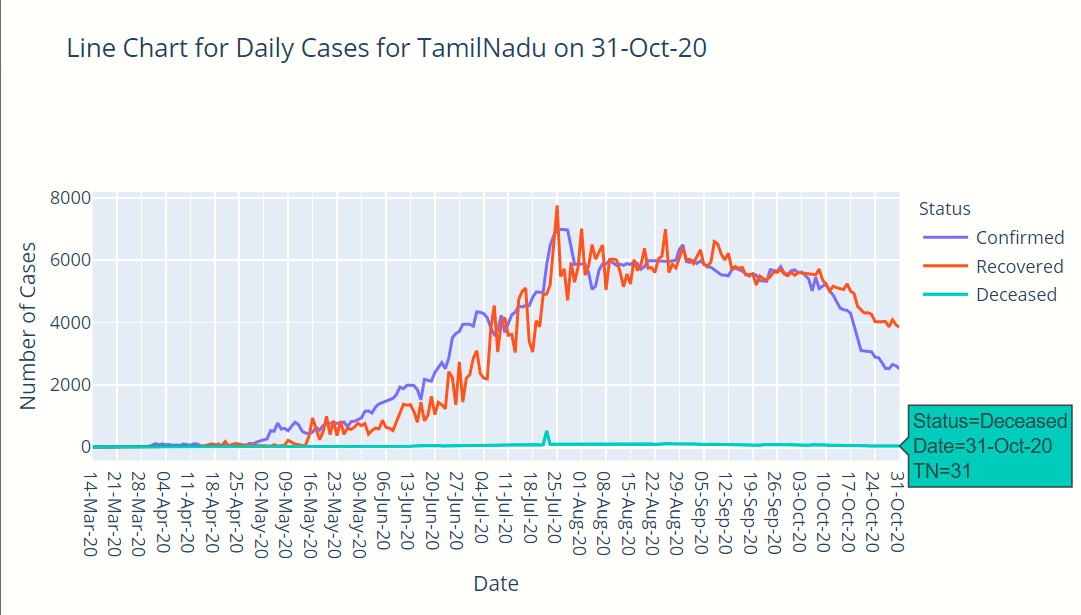 Line Chart for Daily Cases for TamilNadu on 31-Oct-20
Number of Cases
8000
6000
4000
2000
0
14-Mar-20
21-Mar-20
28-Mar-20
04-Apr-20
11-Apr-20
18-Apr-20
25-Apr-20
02-May-20
09-May-20
16-May-20
23-May-20
30-May-20
06-Jun-20
13-Jun-20
20-Jun-20
27-Jun-20
04-Jul-20
11-Jul-20
18-Jul-20
25-Jul-20
01-Aug-20
08-Aug-20
15-Aug-20
22-Aug-20
29-Aug-20
05-Sep-20
12-Sep-20
19-Sep-20
26-Sep-20
03-Oct-20
10-Oct-20
17-Oct-20
24-Oct-20
31-Oct-20
Date
Status
Confirmed
Recovered
Deceased
Status=Deceased
Date=31-Oct-20
TN=31